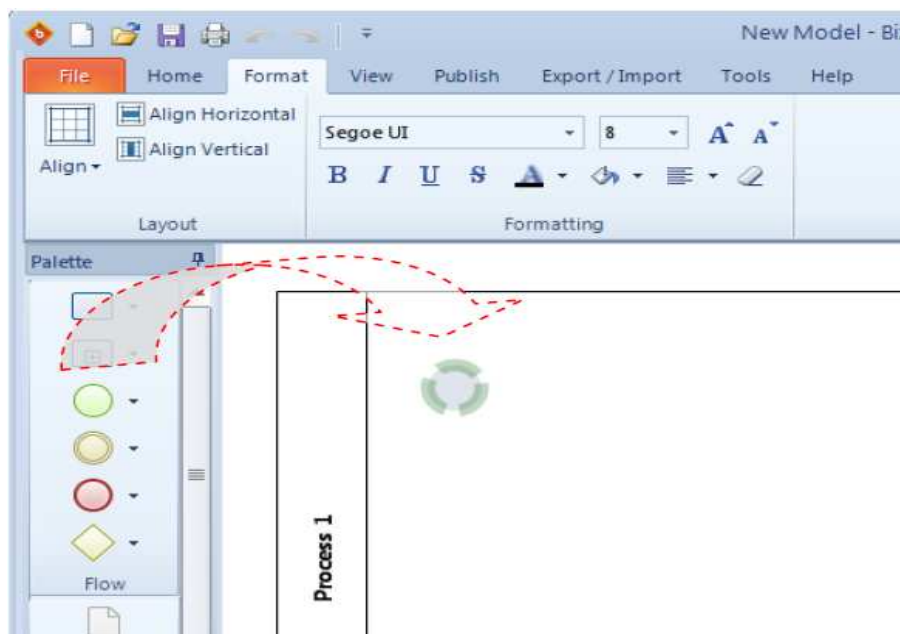 New Model - Bi
File Home Format View Publish Export / Import Tools Help
Align Horizontal
Align Vertical
Align
Segoe UI 8 A A
B I U S A
Layout Formatting
Palette
Process 1
Flow